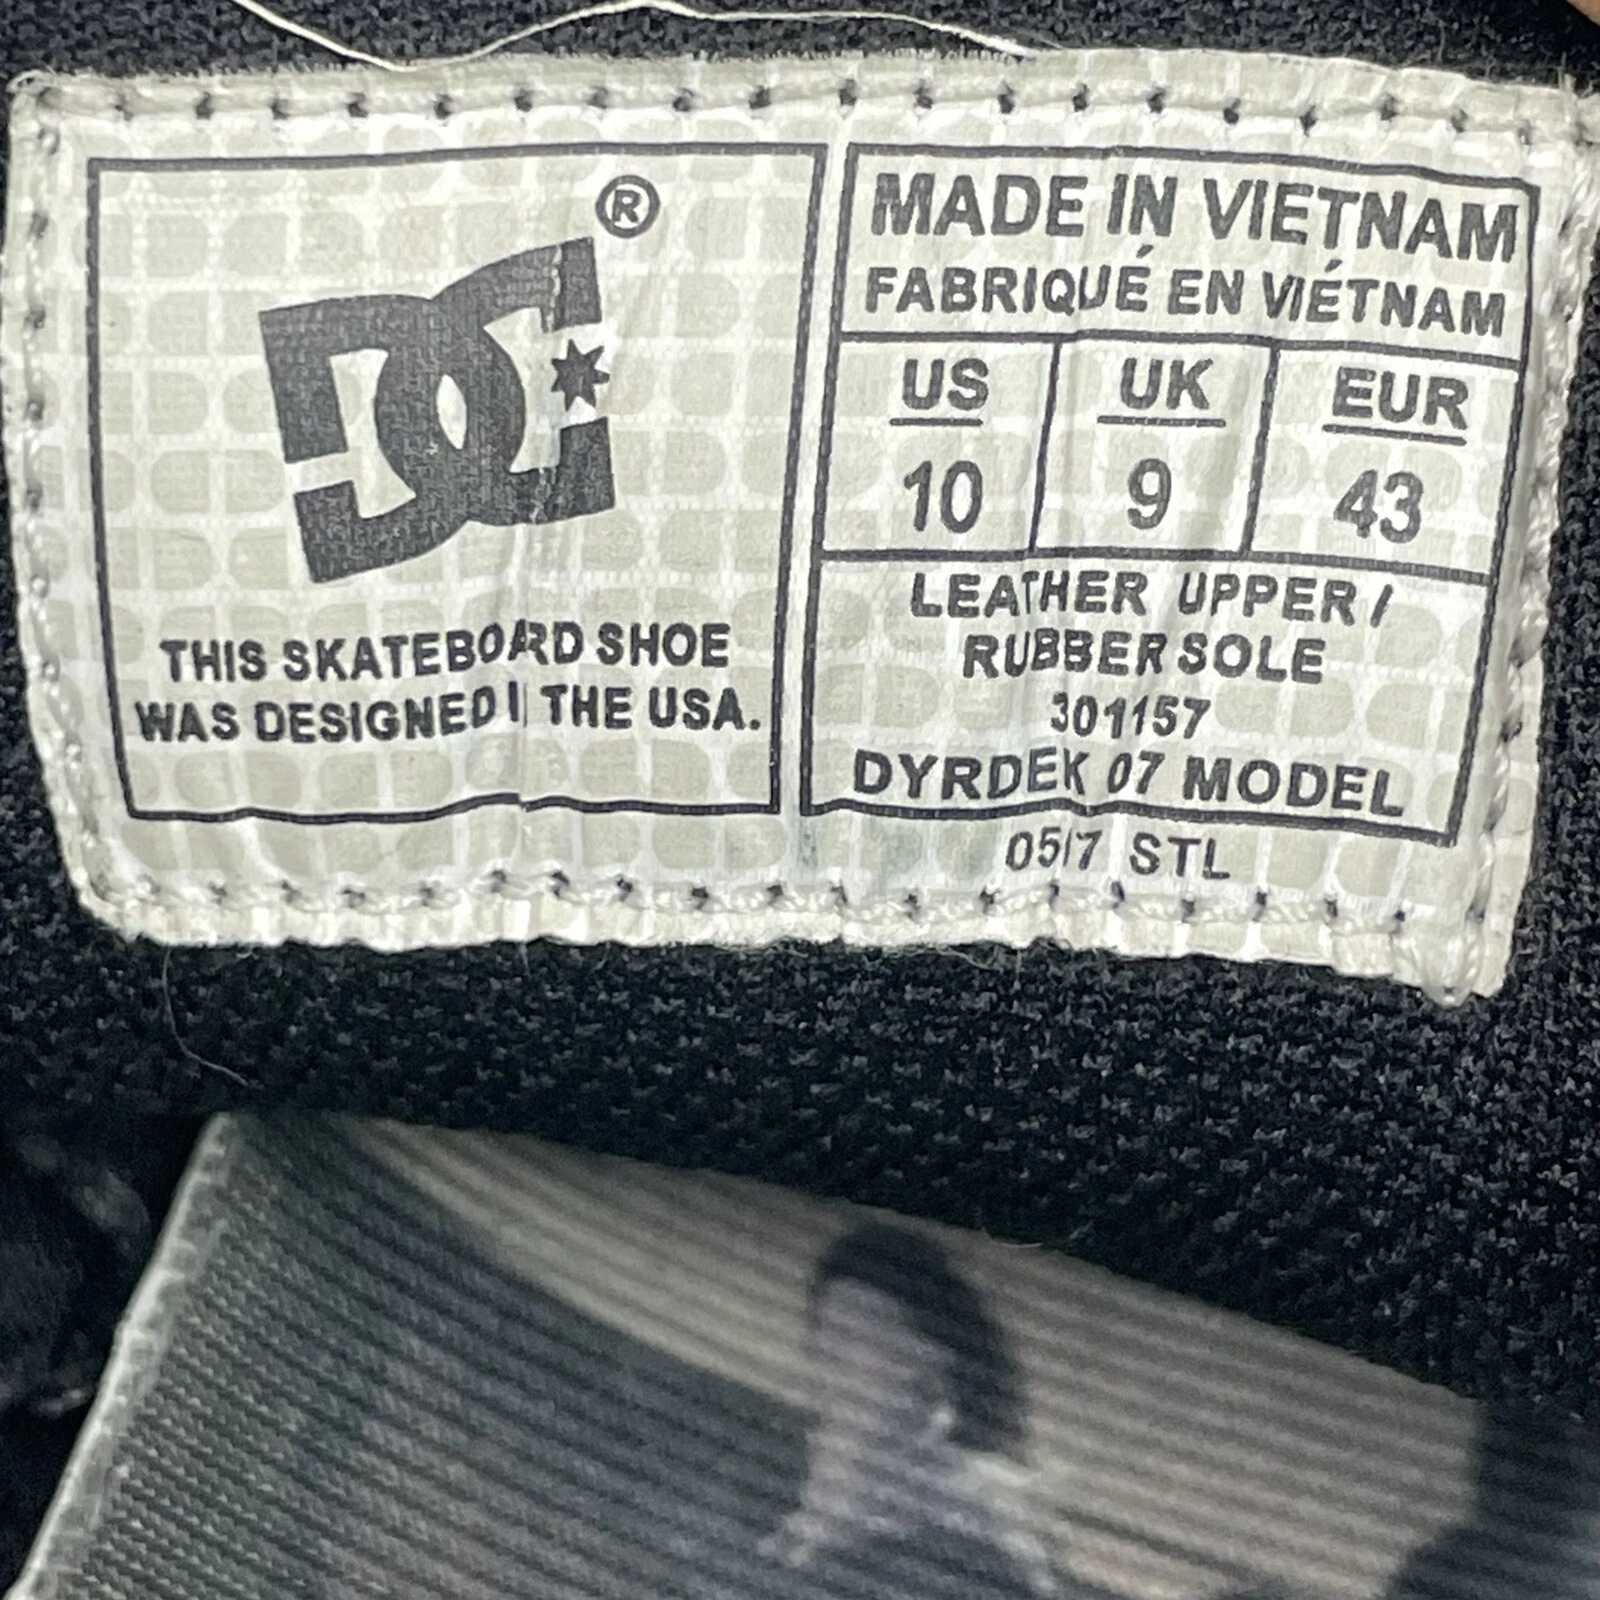 ®
DC
THIS SKATEBOARD SHOE
WAS DESIGNED I THE USA.
MADE IN VIETNAM
FABRIQUÉ EN VIÉTNAM
US UK EUR
10 9 43
LEATHER UPPER /
RUBBER SOLE
301157
DYRDEK 07 MODEL
05/7 STL